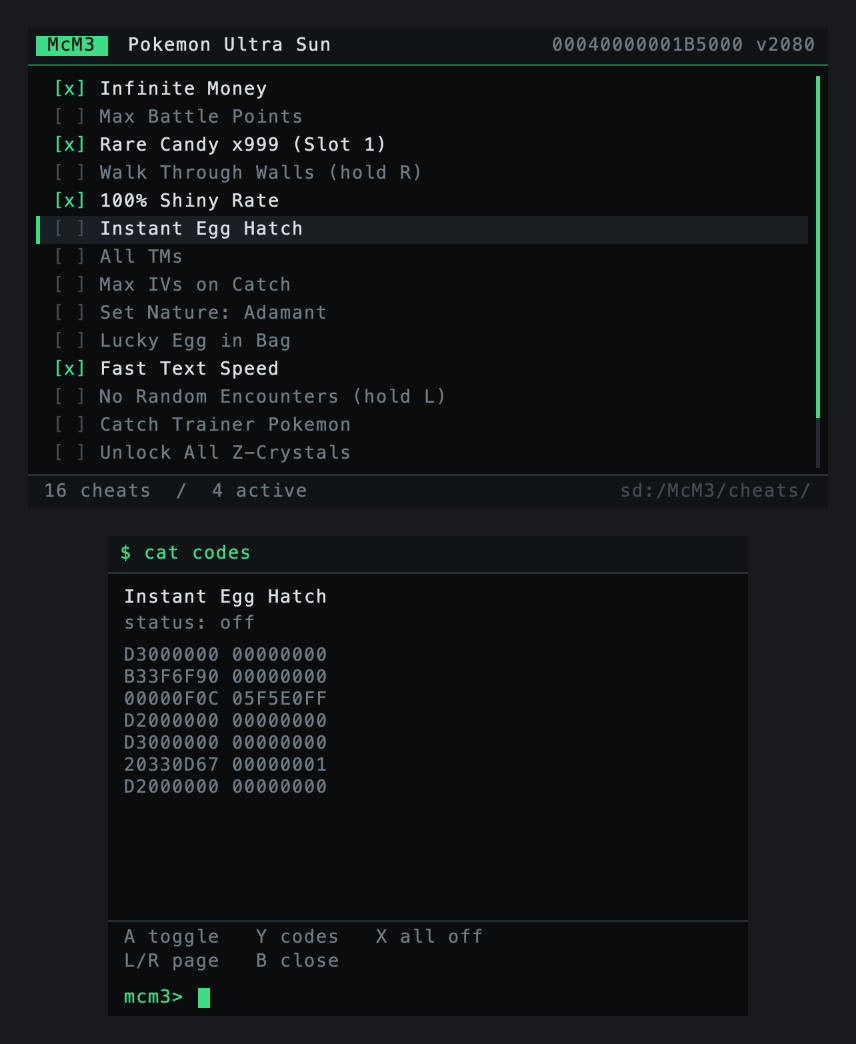 McM3 Pokemon Ultra Sun 00040000001B5000 v2080
[x] Infinite Money
[ ] Max Battle Points
[x] Rare Candy x999 (Slot 1)
[ ] Walk Through Walls (hold R)
[x] 100% Shiny Rate
[ ] Instant Egg Hatch
[ ] All TMs
[ ] Max IVs on Catch
[ ] Set Nature: Adamant
[ ] Lucky Egg in Bag
[x] Fast Text Speed
[ ] No Random Encounters (hold L)
[ ] Catch Trainer Pokemon
[ ] Unlock All Z-Crystals
16 cheats / 4 active sd:/McM3/cheats/
$ cat codes
Instant Egg Hatch
status: off
D3000000 00000000
B33F6F90 00000000
00000F0C 05F5E0FF
D2000000 00000000
D3000000 00000000
20330D67 00000001
D2000000 00000000
A toggle Y codes X all off
L/R page B close
mcm3>